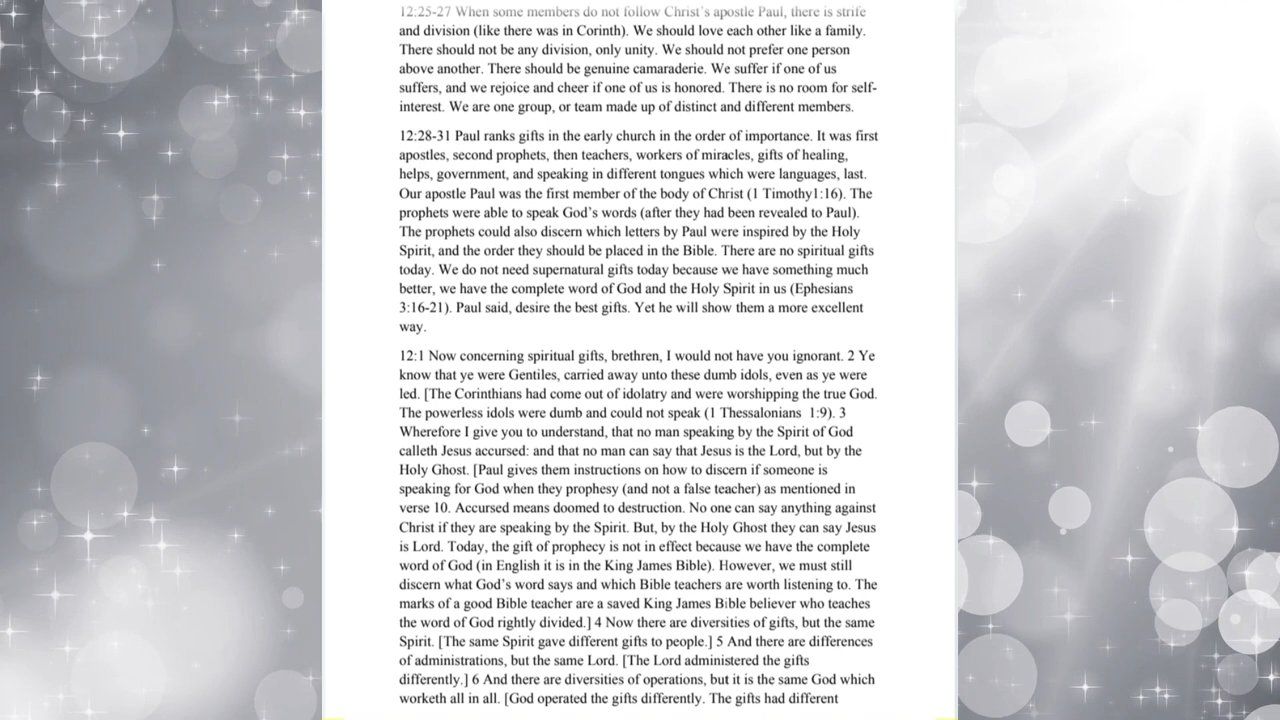 12:25-27 When some members do not follow Christ's apostle Paul, there is strife
and division (like there was in Corinth). We should love each other like a family.
There should not be any division, only unity. We should not prefer one person
above another. There should be genuine camaraderie. We suffer if one of us
suffers, and we rejoice and cheer if one of us is honored. There is no room for self-
interest. We are one group, or team made up of distinct and different members.
12:28-31 Paul ranks gifts in the early church in the order of importance. It was first
apostles, second prophets, then teachers, workers of miracles, gifts of healing,
helps, government, and speaking in different tongues which were languages, last.
Our apostle Paul was the first member of the body of Christ (1 Timothy1:16). The
prophets were able to speak God's words (after they had been revealed to Paul).
The prophets could also discern which letters by Paul were inspired by the Holy
Spirit, and the order they should be placed in the Bible. There are no spiritual gifts
today. We do not need supernatural gifts today because we have something much
better, we have the complete word of God and the Holy Spirit in us (Ephesians
3:16-21). Paul said, desire the best gifts. Yet he will show them a more excellent
way.
12:1 Now concerning spiritual gifts, brethren, I would not have you ignorant. 2 Ye
know that ye were Gentiles, carried away unto these dumb idols, even as ye were
led. [The Corinthians had come out of idolatry and were worshipping the true God.
The powerless idols were dumb and could not speak (1 Thessalonians 1:9). 3
Wherefore I give you to understand, that no man speaking by the Spirit of God
calleth Jesus accursed: and that no man can say that Jesus is the Lord, but by the
Holy Ghost. [Paul gives them instructions on how to discern if someone is
speaking for God when they prophesy (and not a false teacher) as mentioned in
verse 10. Accursed means doomed to destruction. No one can say anything against
Christ if they are speaking by the Spirit. But, by the Holy Ghost they can say Jesus
is Lord. Today, the gift of prophecy is not in effect because we have the complete
word of God (in English it is in the King James Bible). However, we must still
discern what God's word says and which Bible teachers are worth listening to. The
marks of a good Bible teacher are a saved King James Bible believer who teaches
the word of God rightly divided.] 4 Now there are diversities of gifts, but the same
Spirit. [The same Spirit gave different gifts to people.] 5 And there are differences
of administrations, but the same Lord. [The Lord administered the gifts
differently.] 6 And there are diversities of operations, but it is the same God which
worketh all in all. [God operated the gifts differently. The gifts had different